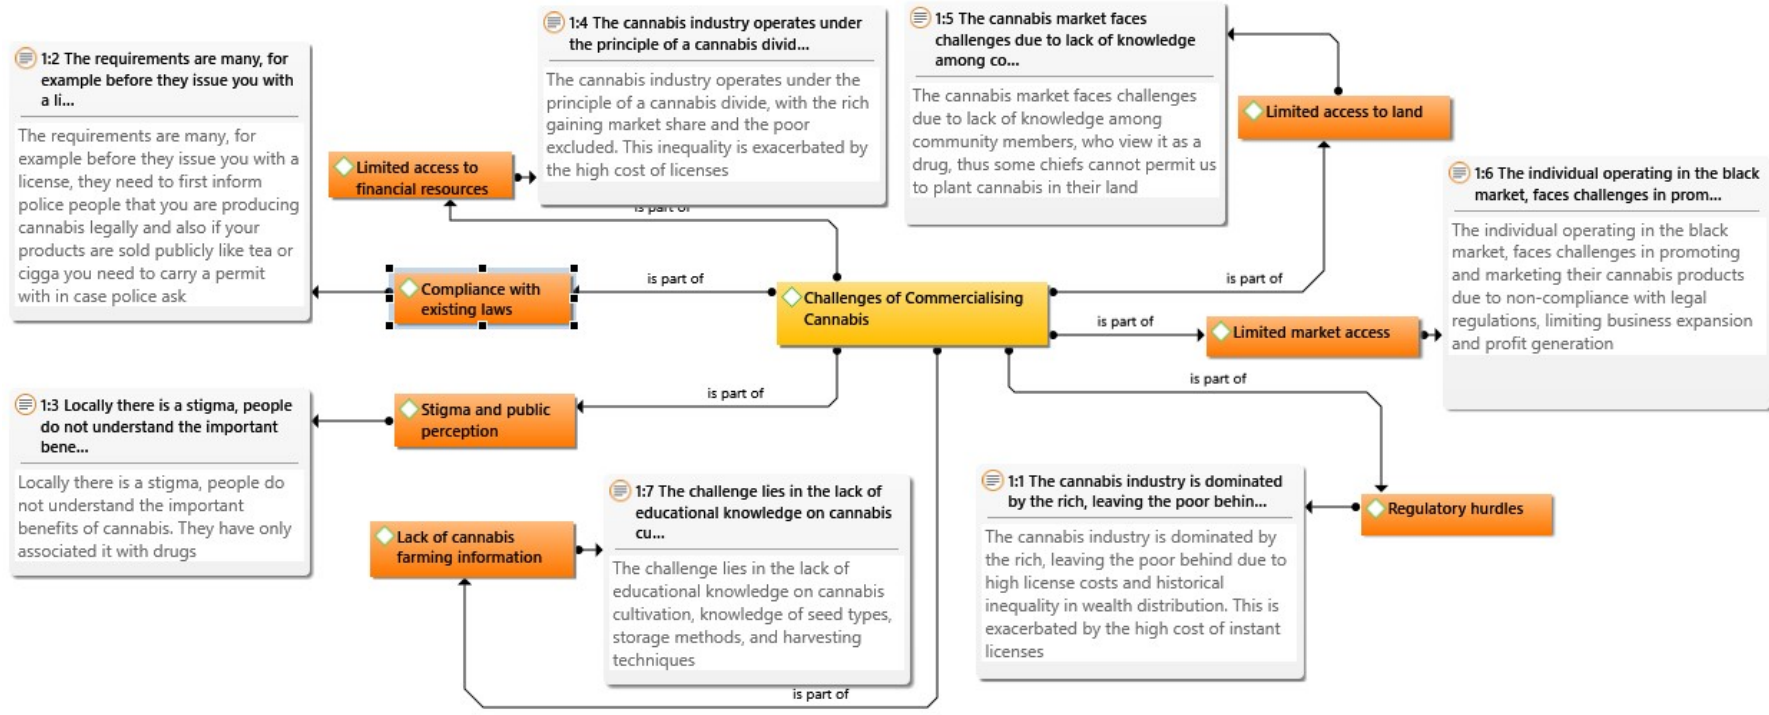 1:2 The requirements are many, for
example before they issue you with
a li...
The requirements are many, for
example before they issue you with a
license, they need to first inform
police people that you are producing
cannabis legally and also if your
products are sold publicly like tea or
cigga you need to carry a permit
with in case police ask
1:4 The cannabis industry operates under
the principle of a cannabis divid...
The cannabis industry operates under the
principle of a cannabis divide, with the rich
gaining market share and the poor
excluded. This inequality is exacerbated by
the high cost of licenses
1:5 The cannabis market faces
challenges due to lack of knowledge
among co...
The cannabis market faces challenges
due to lack of knowledge among
community members, who view it as a
drug, thus some chiefs cannot permit us
to plant cannabis in their land
Limited access to land
Limited access to
financial resources
is part of
1:6 The individual operating in the black
market, faces challenges in prom...
The individual operating in the black
market, faces challenges in promoting
and marketing their cannabis products
due to non-compliance with legal
regulations, limiting business expansion
and profit generation
Compliance with
existing laws
is part of
Challenges of Commercialising
Cannabis
is part of
is part of
Limited market access
is part of
1:3 Locally there is a stigma, people
do not understand the important
bene...
Locally there is a stigma, people do
not understand the important
benefits of cannabis. They have only
associated it with drugs
Stigma and public
perception
is part of
Lack of cannabis
farming information
1:7 The challenge lies in the lack of
educational knowledge on cannabis
cu...
The challenge lies in the lack of
educational knowledge on cannabis
cultivation, knowledge of seed types,
storage methods, and harvesting
techniques
is part of
1:1 The cannabis industry is dominated
by the rich, leaving the poor behin...
The cannabis industry is dominated by
the rich, leaving the poor behind due to
high license costs and historical
inequality in wealth distribution. This is
exacerbated by the high cost of instant
licenses
Regulatory hurdles